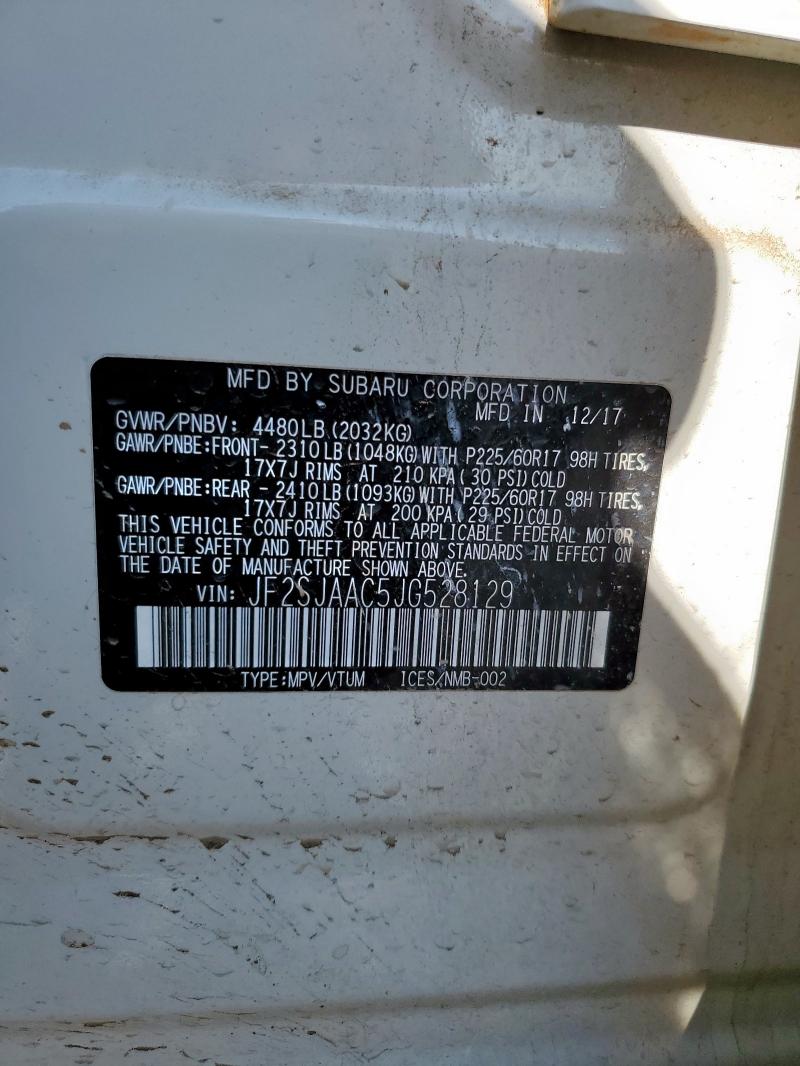 MFD BY SUBARU CORPORATION
MFD IN 12/17
GVWR/PNBV: 4480LB(2032KG)
GAWR/PNBE:FRONT- 2310LB(1048KG)WITH P225/60R17 98H TIRES,
17X7J RIMS AT 210 KPA( 30 PSI)COLD
GAWR/PNBE:REAR - 2410LB(1093KG)WITH P225/60R17 98H TIRES,
17X7J RIMS AT 200 KPA( 29 PSI)COLD
THIS VEHICLE CONFORMS TO ALL APPLICABLE FEDERAL MOTOR
VEHICLE SAFETY AND THEFT PREVENTION STANDARDS IN EFFECT ON
THE DATE OF MANUFACTURE SHOWN ABOVE.
VIN: JF2SJAAC5JG528129
TYPE:MPV/VTUM ICES/NMB-002